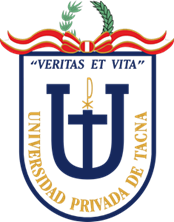 "VERITAS ET VITA"
UNIVERSIDAD PRIVADA DE TACNA